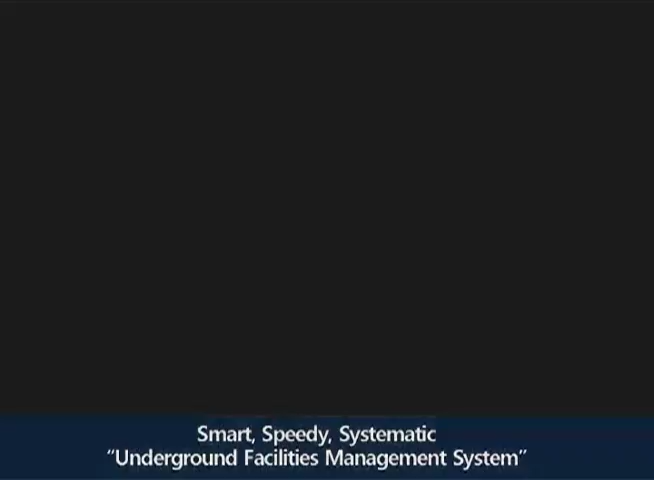 Smart, Speedy, Systematic
“Underground Facilities Management System”